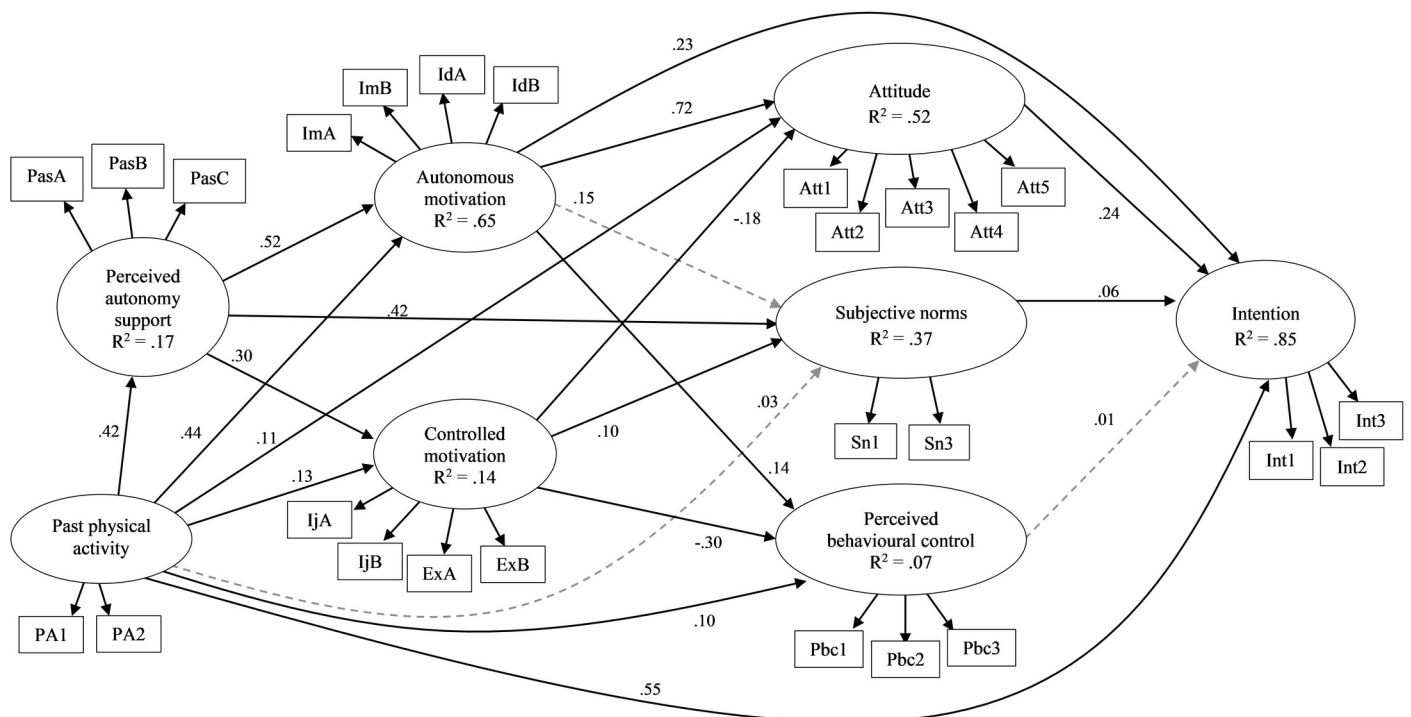 .23
IdA
ImB
IdB
ImA
Attitude
R² = .52
.72
PasB
PasA
PasC
Autonomous
motivation
R² = .65
.15
Att1
Att2
Att3
Att4
Att5
-.18
.24
.52
Perceived
autonomy
support
R² = .17
.42
Subjective norms
R² = .37
.06
Intention
R² = .85
.30
.42
.44
.11
.13
Controlled
motivation
R² = .14
.03
.10
.14
Sn1
Sn3
.01
Int3
Int1
Int2
Past physical
activity
IjA
IjB
ExA
ExB
-.30
Perceived
behavioural control
R² = .07
PA1
PA2
.10
Pbc1
Pbc2
Pbc3
.55